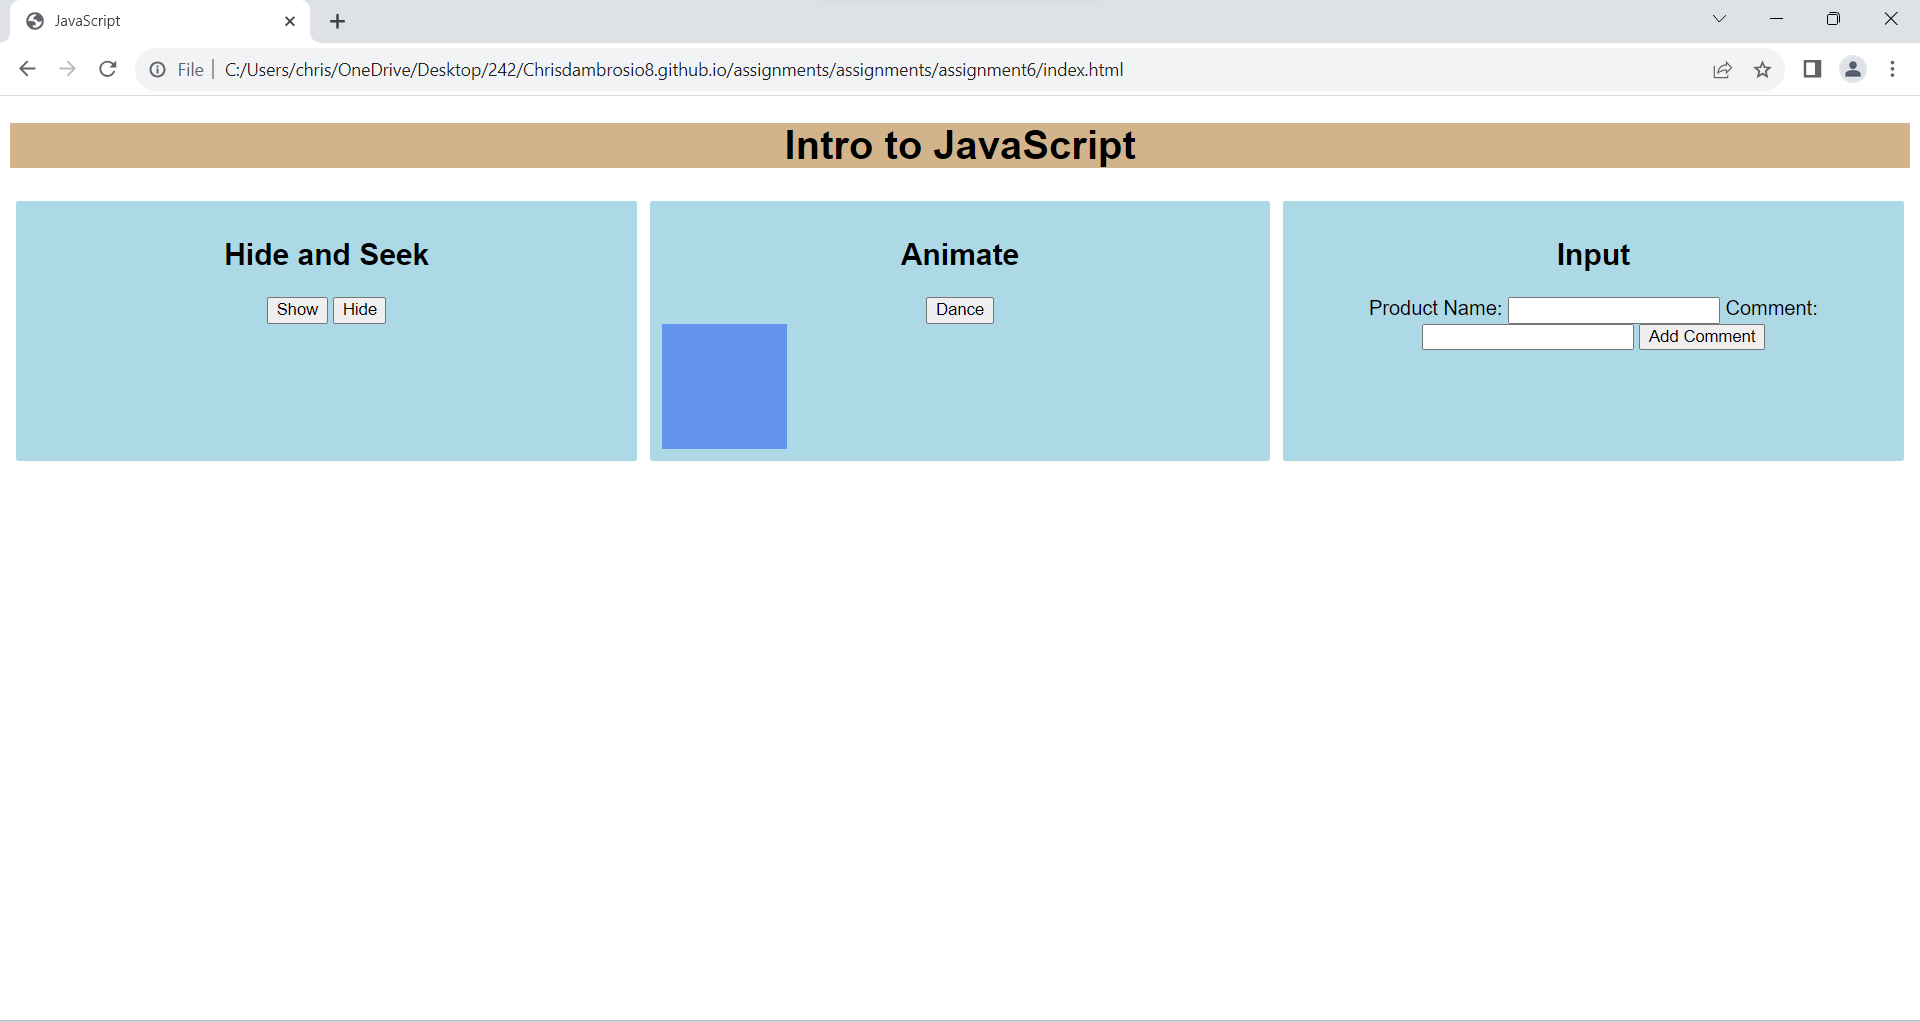 JavaScript
File C:/Users/chris/OneDrive/Desktop/242/Chrisdambrosio8.github.io/assignments/assignments/assignment6/index.html
Intro to JavaScript
Hide and Seek
Show Hide
Animate
Dance
Input
Product Name: Comment:
Add Comment